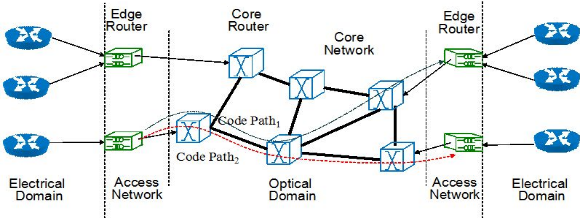 Edge
Router
Core
Router
Core
Network
Edge
Router
Code Path1
Code Path2
Electrical
Domain
Access
Network
Optical
Domain
Access
Network
Electrical
Domain